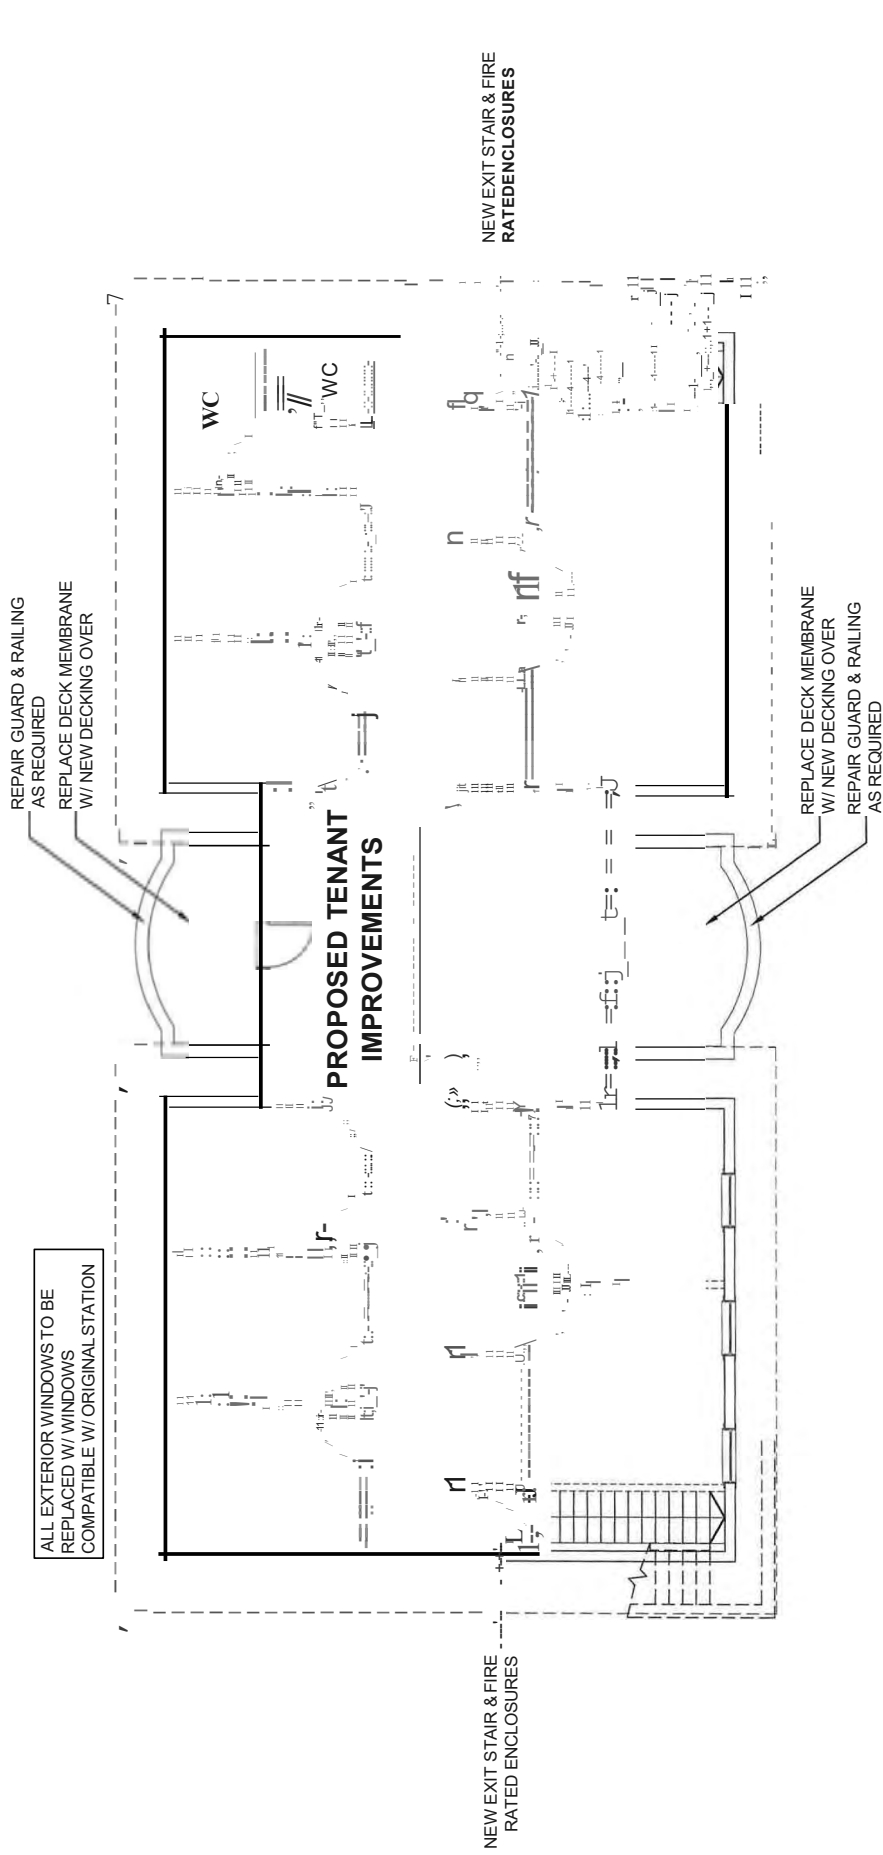 ALL EXTERIOR WINDOWS TO BE
REPLACED W/ WINDOWS
COMPATIBLE W/ ORIGINAL STATION
REPAIR GUARD & RAILING
AS REQUIRED
REPLACE DECK MEMBRANE
W/ NEW DECKING OVER
WC
WC
PROPOSED TENANT
IMPROVEMENTS
NEW EXIT STAIR & FIRE
RATED ENCLOSURES
NEW EXIT STAIR & FIRE
RATEDENCLOSURES
REPLACE DECK MEMBRANE
W/ NEW DECKING OVER
REPAIR GUARD & RAILING
AS REQUIRED